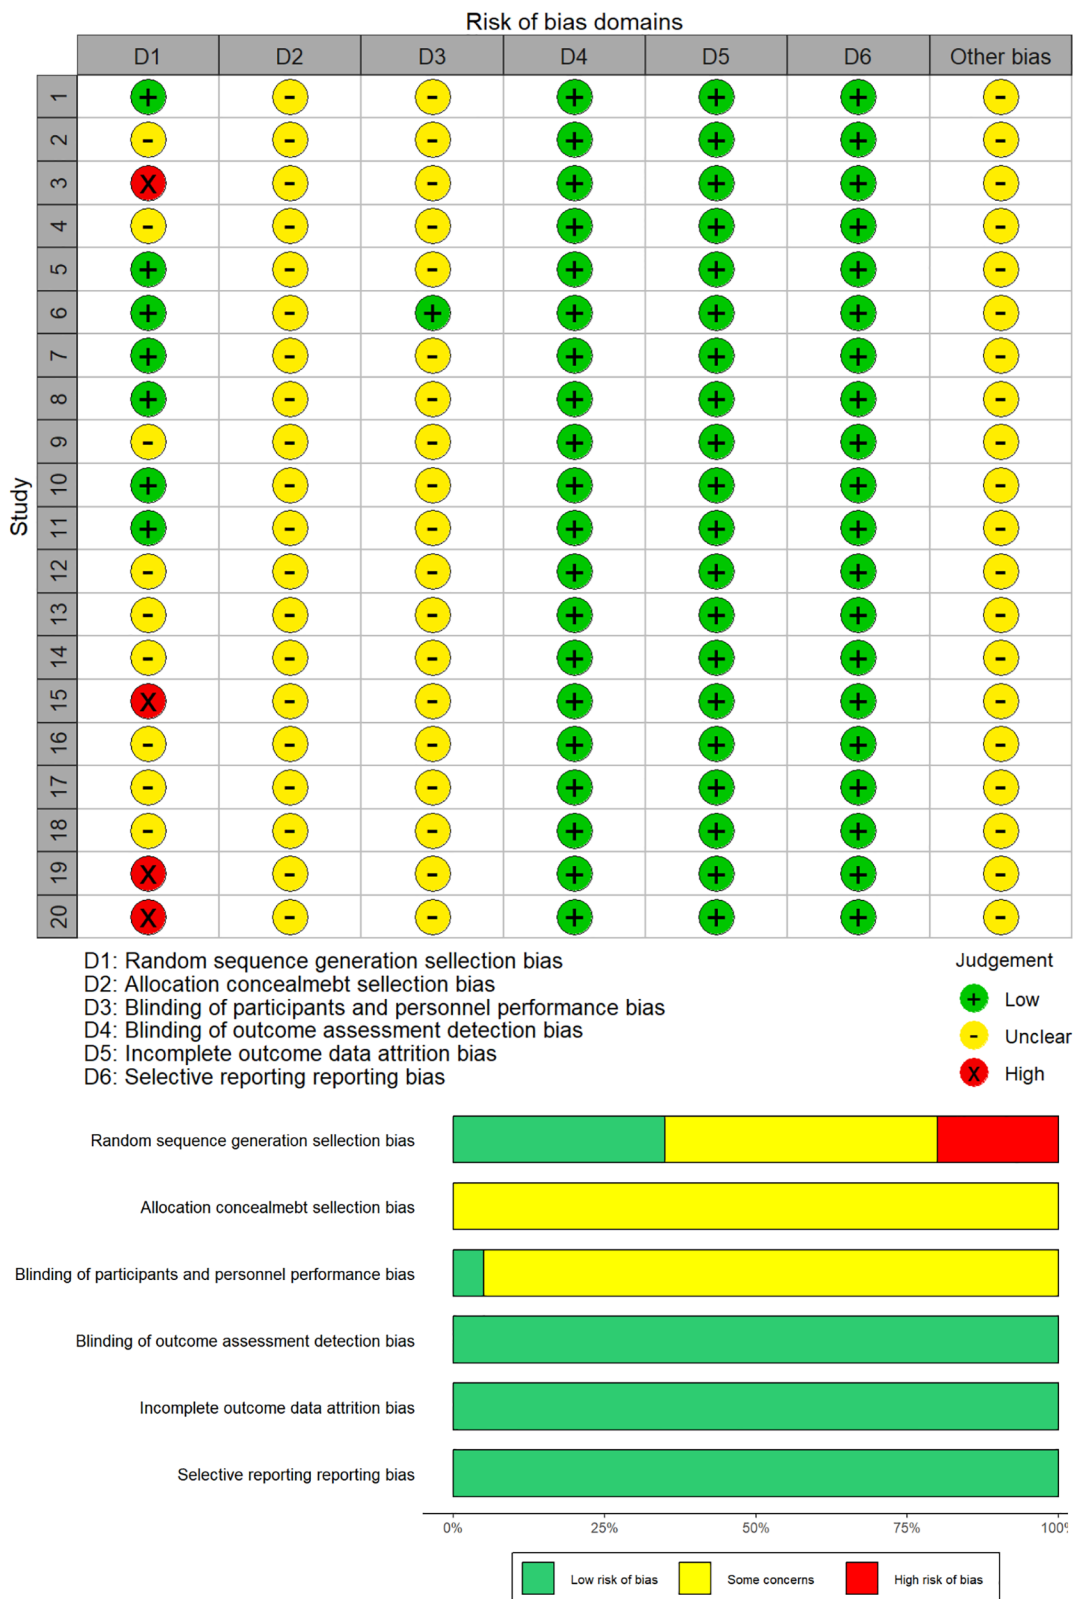 Risk of bias domains
D1 D2 D3 D4 D5 D6 Other bias
Study
1 + - - + + + -
2 - - - + + + -
3 X - - + + + -
4 - - - + + + -
5 + - - + + + -
6 + - + + + + -
7 + - - + + + -
8 + - - + + + -
9 - - - + + + -
10 + - - + + + -
11 + - - + + + -
12 - - - + + + -
13 - - - + + + -
14 - - - + + + -
15 X - - + + + -
16 - - - + + + -
17 - - - + + + -
18 - - - + + + -
19 X - - + + + -
20 X - - + + + -
D1: Random sequence generation sellection bias
D2: Allocation concealmebt sellection bias
D3: Blinding of participants and personnel performance bias
D4: Blinding of outcome assessment detection bias
D5: Incomplete outcome data attrition bias
D6: Selective reporting reporting bias
Judgement
+ Low
- Unclear
X High
Random sequence generation sellection bias
Allocation concealmebt sellection bias
Blinding of participants and personnel performance bias
Blinding of outcome assessment detection bias
Incomplete outcome data attrition bias
Selective reporting reporting bias
0% 25% 50% 75% 100%
Low risk of bias Some concerns High risk of bias